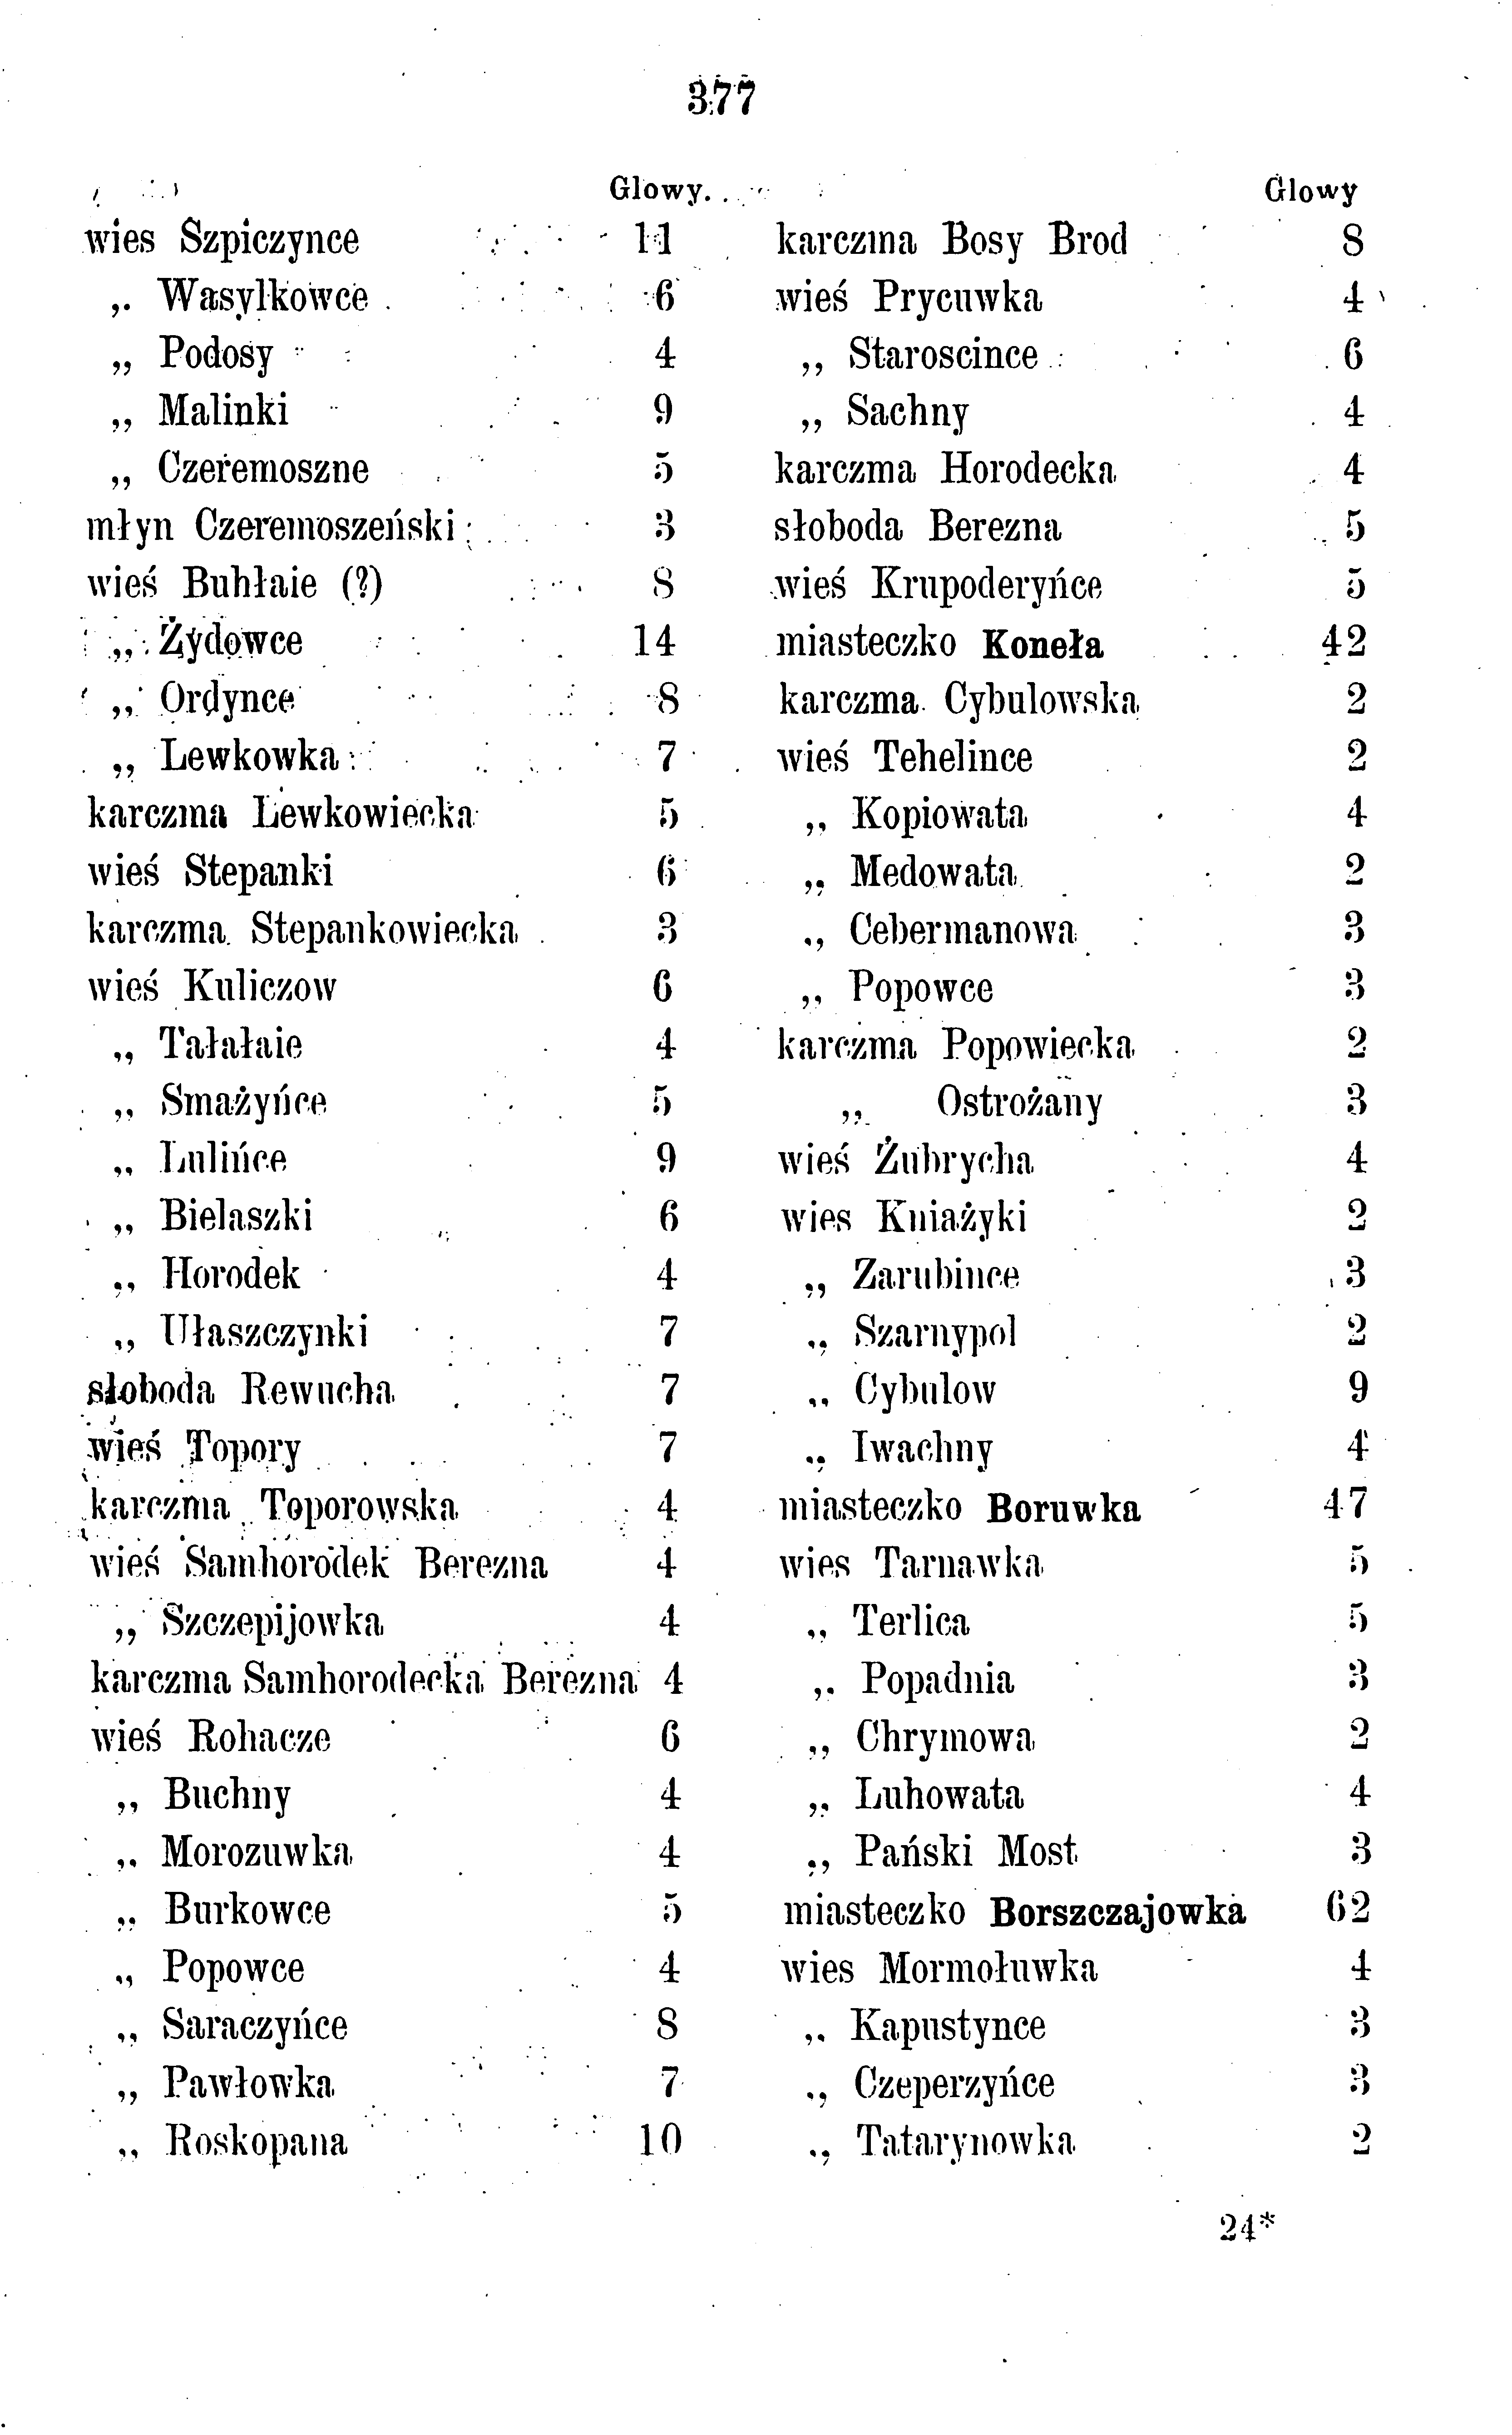 377
Glowy.
wies Szpiczynce 11
„ Wasylkowce 6
„ Podosy 4
„ Malinki 9
„ Czeremoszne 5
młyn Czeremoszeński 3
wieś Buhłaie (?) 8
„ Żydowce 14
„ Ordynce 8
„ Lewkowka 7
karczma Lewkowiecka 5
wieś Stepanki 6
karczma Stepankowiecka 3
wieś Kuliczow 6
„ Tałałaie 4
„ Smażyńce 5
„ Lulińce 9
„ Bielaszki 6
„ Horodek 4
„ Ułaszczynki 7
słoboda Rewucha 7
wieś Topory 7
karczma Toporowska 4
wieś Samhorodek Berezna 4
„ Szczepijowka 4
karczma Samhorodecka Berezna 4
wieś Rohacze 6
„ Buchny 4
„ Morozuwka 4
„ Burkowce 5
„ Popowce 4
„ Saraczyńce 8
„ Pawłowka 7
„ Roskopana 10
Glowy
karczma Bosy Brod 8
wieś Prycuwka 4
„ Staroscince 6
„ Sachny 4
karczma Horodecka 4
słoboda Berezna 5
wieś Krupoderyńce 5
miasteczko Koneła 42
karczma Cybulowska 2
wieś Tehelince 2
„ Kopiowata 4
„ Medowata 2
„ Cebermanowa 3
„ Popowce 3
karczma Popowiecka 2
„ Ostrożany 3
wieś Żubrycha 4
wies Kniażyki 2
„ Zarubince 3
„ Szarnypol 2
„ Cybulow 9
„ Iwachny 4
miasteczko Boruwka 47
wies Tarnawka 5
„ Terlica 5
„ Popadnia 3
„ Chrymowa 2
„ Luhowata 4
„ Pański Most 3
miasteczko Borszczajowka 62
wies Mormołuwka 4
„ Kapustynce 3
„ Czeperzyńce 3
„ Tatarynowka 2
24*